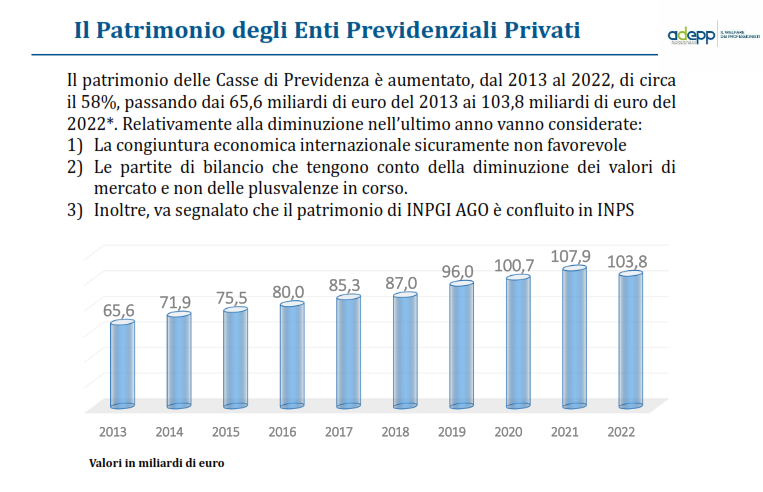 Il Patrimonio degli Enti Previdenziali Privati
adepp
IL WELFARE
DEI PROFESSIONISTI
Il patrimonio delle Casse di Previdenza è aumentato, dal 2013 al 2022, di circa
il 58%, passando dai 65,6 miliardi di euro del 2013 ai 103,8 miliardi di euro del
2022*. Relativamente alla diminuzione nell'ultimo anno vanno considerate:
1) La congiuntura economica internazionale sicuramente non favorevole
2) Le partite di bilancio che tengono conto della diminuzione dei valori di
mercato e non delle plusvalenze in corso.
3) Inoltre, va segnalato che il patrimonio di INPGI AGO è confluito in INPS
65,6 71,9 75,5 80,0 85,3 87,0 96,0 100,7 107,9 103,8
2013 2014 2015 2016 2017 2018 2019 2020 2021 2022
Valori in miliardi di euro